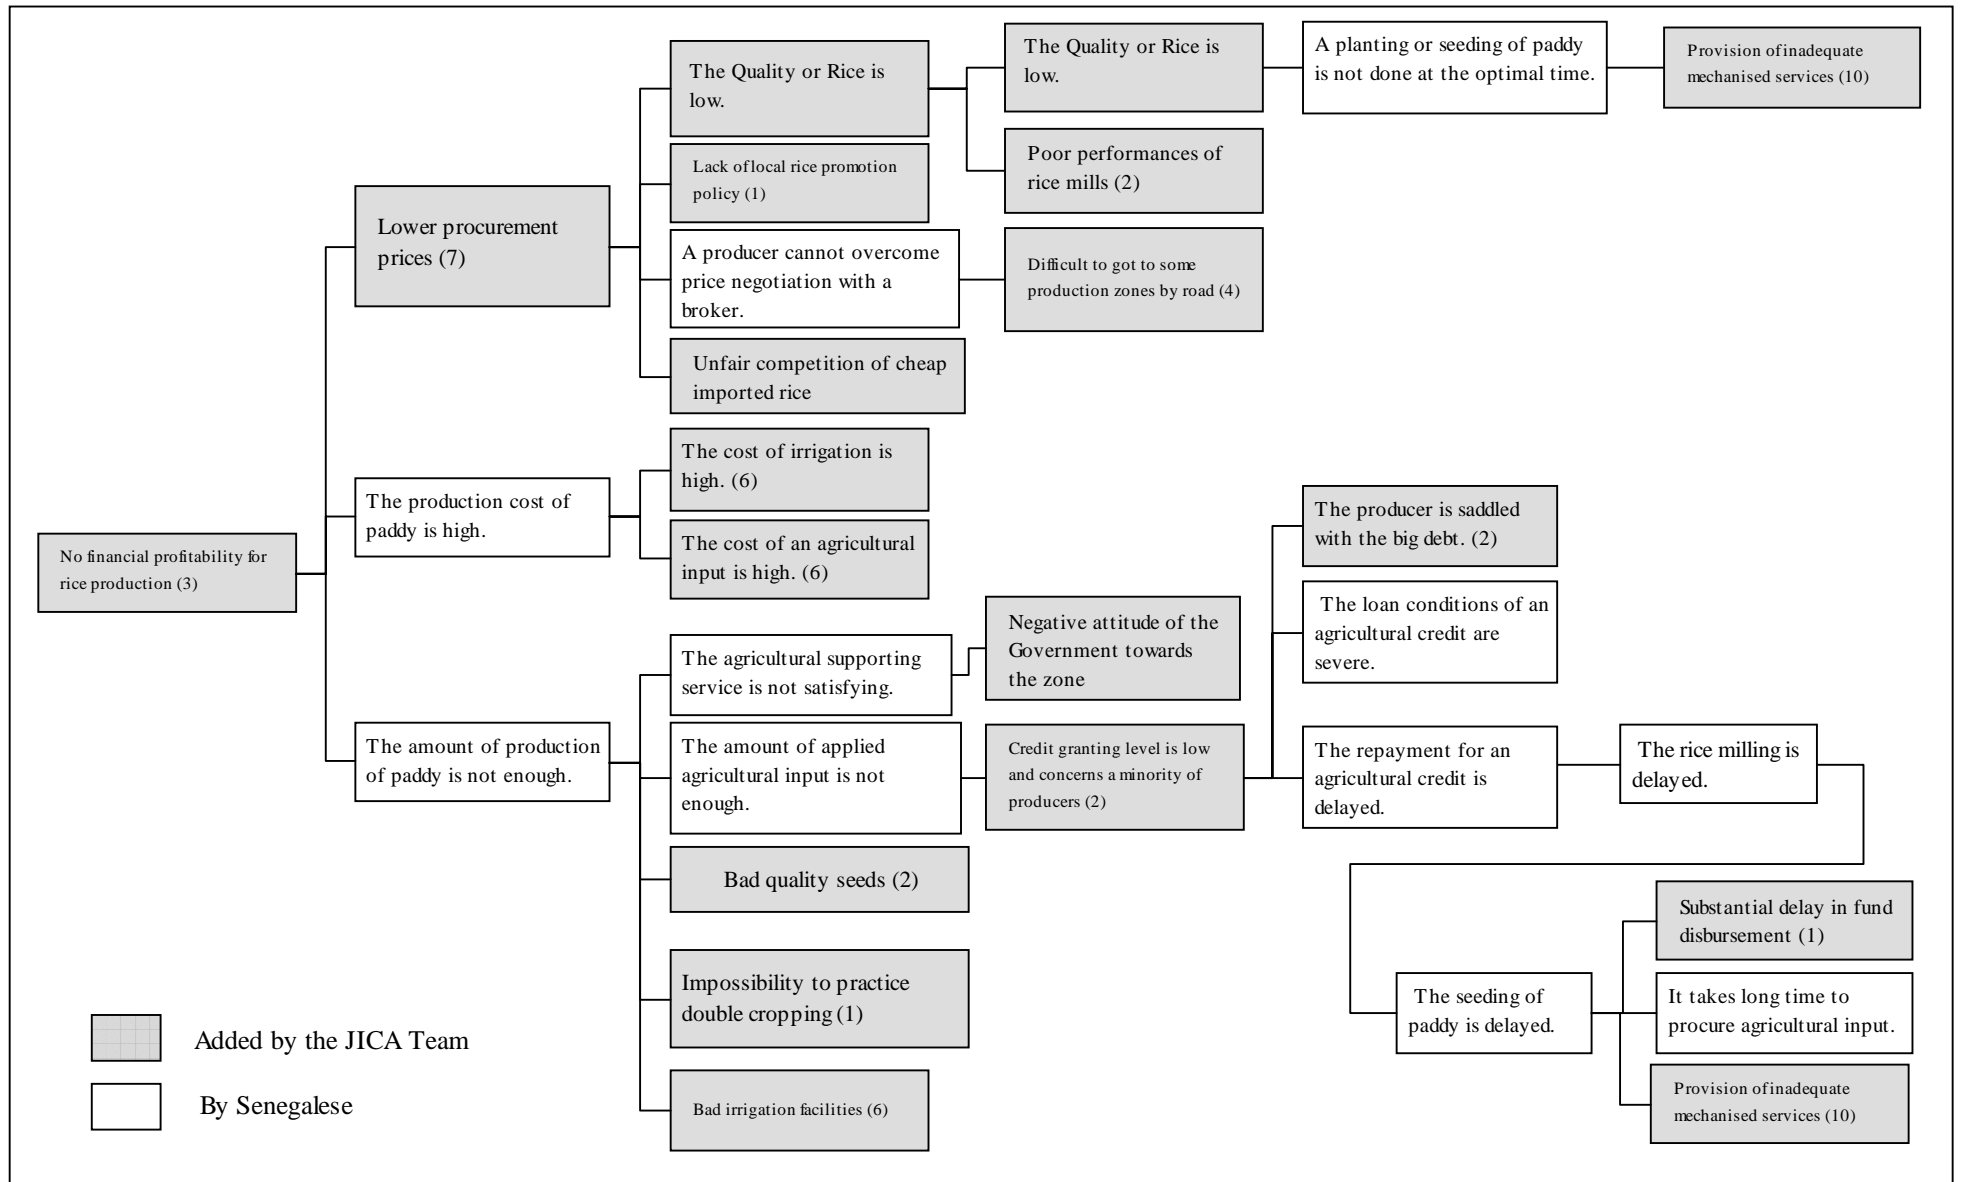 The Quality or Rice is
low.
The Quality or Rice is
low.
A planting or seeding of paddy
is not done at the optimal time.
Provision of inadequate
mechanised services (10)
Poor performances of
rice mills (2)
Lack of local rice promotion
policy (1)
Lower procurement
prices (7)
A producer cannot overcome
price negotiation with a
broker.
Difficult to got to some
production zones by road (4)
Unfair competition of cheap
imported rice
The cost of irrigation is
high. (6)
The production cost of
paddy is high.
The cost of an agricultural
input is high. (6)
No financial profitability for
rice production (3)
The producer is saddled
with the big debt. (2)
The loan conditions of an
agricultural credit are
severe.
Negative attitude of the
Government towards
the zone
The agricultural supporting
service is not satisfying.
The amount of production
of paddy is not enough.
The amount of applied
agricultural input is not
enough.
Credit granting level is low
and concerns a minority of
producers (2)
The repayment for an
agricultural credit is
delayed.
The rice milling is
delayed.
Bad quality seeds (2)
Substantial delay in fund
disbursement (1)
Impossibility to practice
double cropping (1)
The seeding of
paddy is delayed.
It takes long time to
procure agricultural input.
Bad irrigation facilities (6)
Provision of inadequate
mechanised services (10)
Added by the JICA Team
By Senegalese